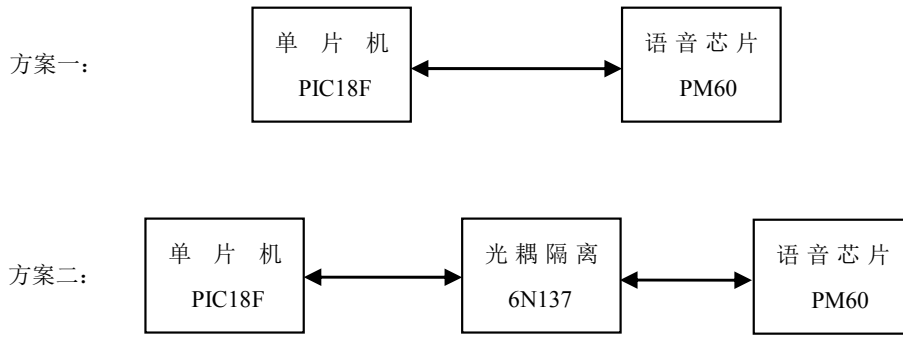 方案一：
单片机
PIC18F
语音芯片
PM60
方案二：
单片机
PIC18F
光耦隔离
6N137
语音芯片
PM60